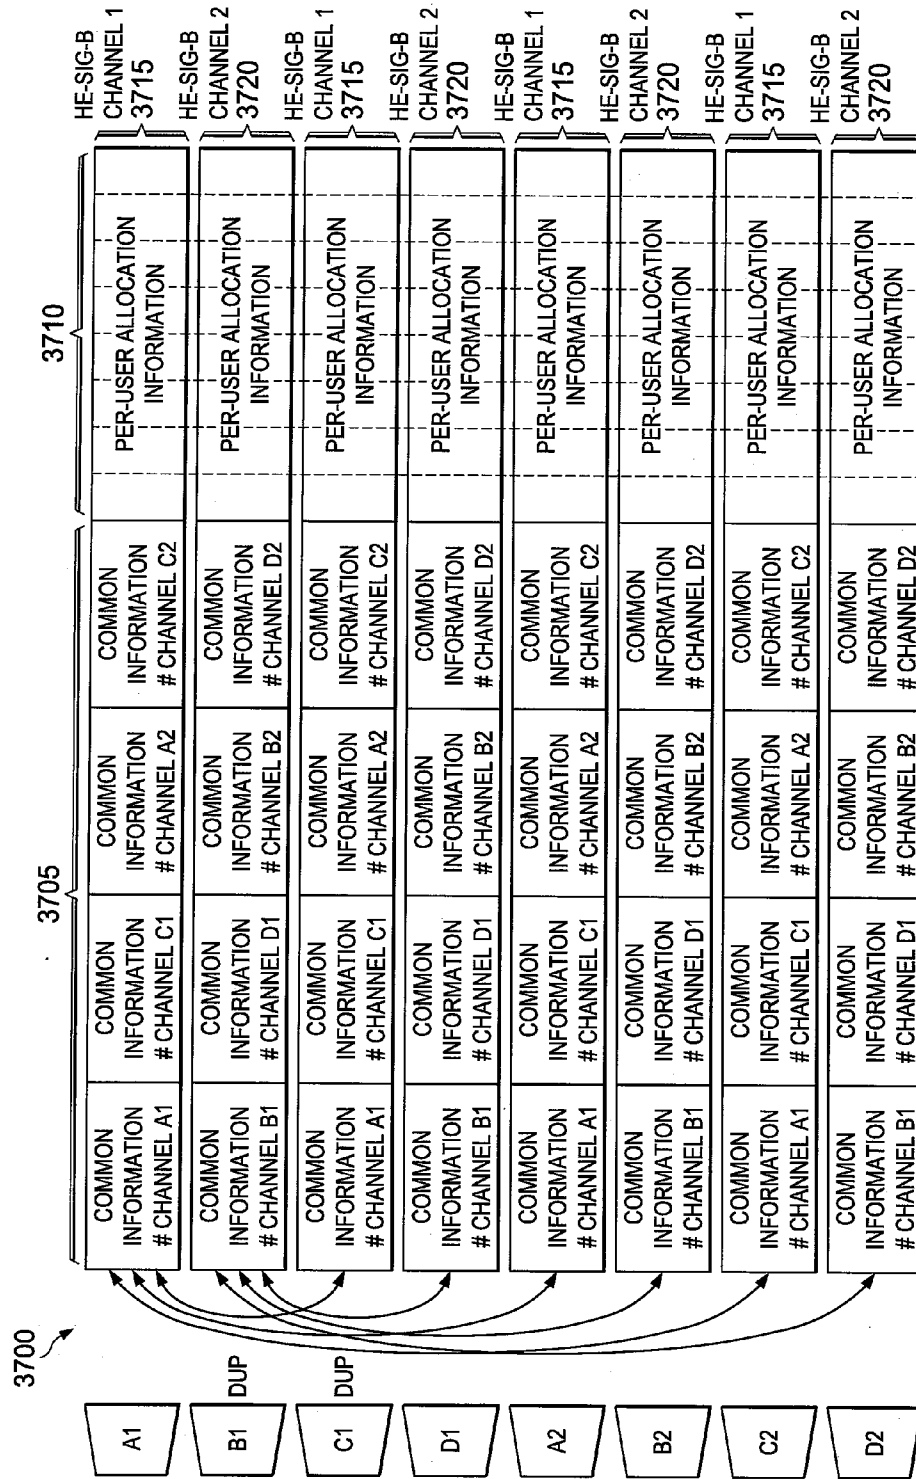 3700
3705
3710
A1
COMMON
INFORMATION
# CHANNEL A1
COMMON
INFORMATION
# CHANNEL C1
COMMON
INFORMATION
# CHANNEL A2
COMMON
INFORMATION
# CHANNEL C2
PER-USER ALLOCATION
INFORMATION
HE-SIG-B
CHANNEL 1
3715
B1
DUP
COMMON
INFORMATION
# CHANNEL B1
COMMON
INFORMATION
# CHANNEL D1
COMMON
INFORMATION
# CHANNEL B2
COMMON
INFORMATION
# CHANNEL D2
PER-USER ALLOCATION
INFORMATION
HE-SIG-B
CHANNEL 2
3720
C1
DUP
COMMON
INFORMATION
# CHANNEL A1
COMMON
INFORMATION
# CHANNEL C1
COMMON
INFORMATION
# CHANNEL A2
COMMON
INFORMATION
# CHANNEL C2
PER-USER ALLOCATION
INFORMATION
HE-SIG-B
CHANNEL 1
3715
D1
COMMON
INFORMATION
# CHANNEL B1
COMMON
INFORMATION
# CHANNEL D1
COMMON
INFORMATION
# CHANNEL B2
COMMON
INFORMATION
# CHANNEL D2
PER-USER ALLOCATION
INFORMATION
HE-SIG-B
CHANNEL 2
3720
A2
COMMON
INFORMATION
# CHANNEL A1
COMMON
INFORMATION
# CHANNEL C1
COMMON
INFORMATION
# CHANNEL A2
COMMON
INFORMATION
# CHANNEL C2
PER-USER ALLOCATION
INFORMATION
HE-SIG-B
CHANNEL 1
3715
B2
COMMON
INFORMATION
# CHANNEL B1
COMMON
INFORMATION
# CHANNEL D1
COMMON
INFORMATION
# CHANNEL B2
COMMON
INFORMATION
# CHANNEL D2
PER-USER ALLOCATION
INFORMATION
HE-SIG-B
CHANNEL 2
3720
C2
COMMON
INFORMATION
# CHANNEL A1
COMMON
INFORMATION
# CHANNEL C1
COMMON
INFORMATION
# CHANNEL A2
COMMON
INFORMATION
# CHANNEL C2
PER-USER ALLOCATION
INFORMATION
HE-SIG-B
CHANNEL 1
3715
D2
COMMON
INFORMATION
# CHANNEL B1
COMMON
INFORMATION
# CHANNEL D1
COMMON
INFORMATION
# CHANNEL B2
COMMON
INFORMATION
# CHANNEL D2
PER-USER ALLOCATION
INFORMATION
HE-SIG-B
CHANNEL 2
3720